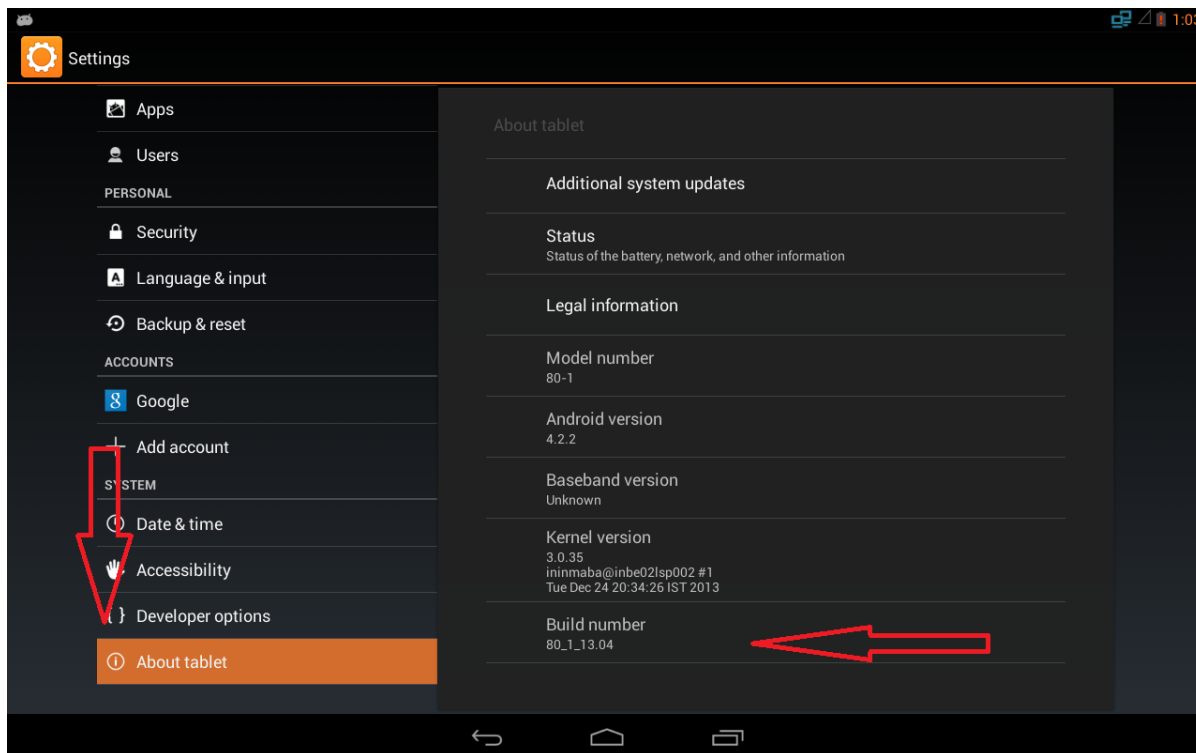 1:03
Settings
Apps
Users
PERSONAL
Security
Language & input
Backup & reset
ACCOUNTS
Google
Add account
SYSTEM
Date & time
Accessibility
Developer options
About tablet
About tablet
Additional system updates
Status
Status of the battery, network, and other information
Legal information
Model number
80-1
Android version
4.2.2
Baseband version
Unknown
Kernel version
3.0.35
ininmaba@inbe02lsp002 #1
Tue Dec 24 20:34:26 IST 2013
Build number
80_1_13.04